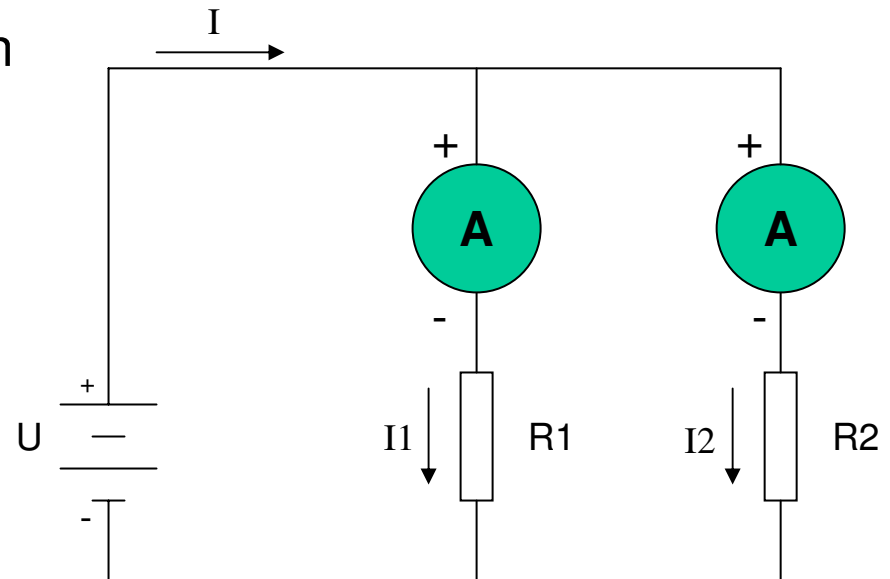 I
n
+ +
A A
- -
+
U I1 R1 I2 R2
-